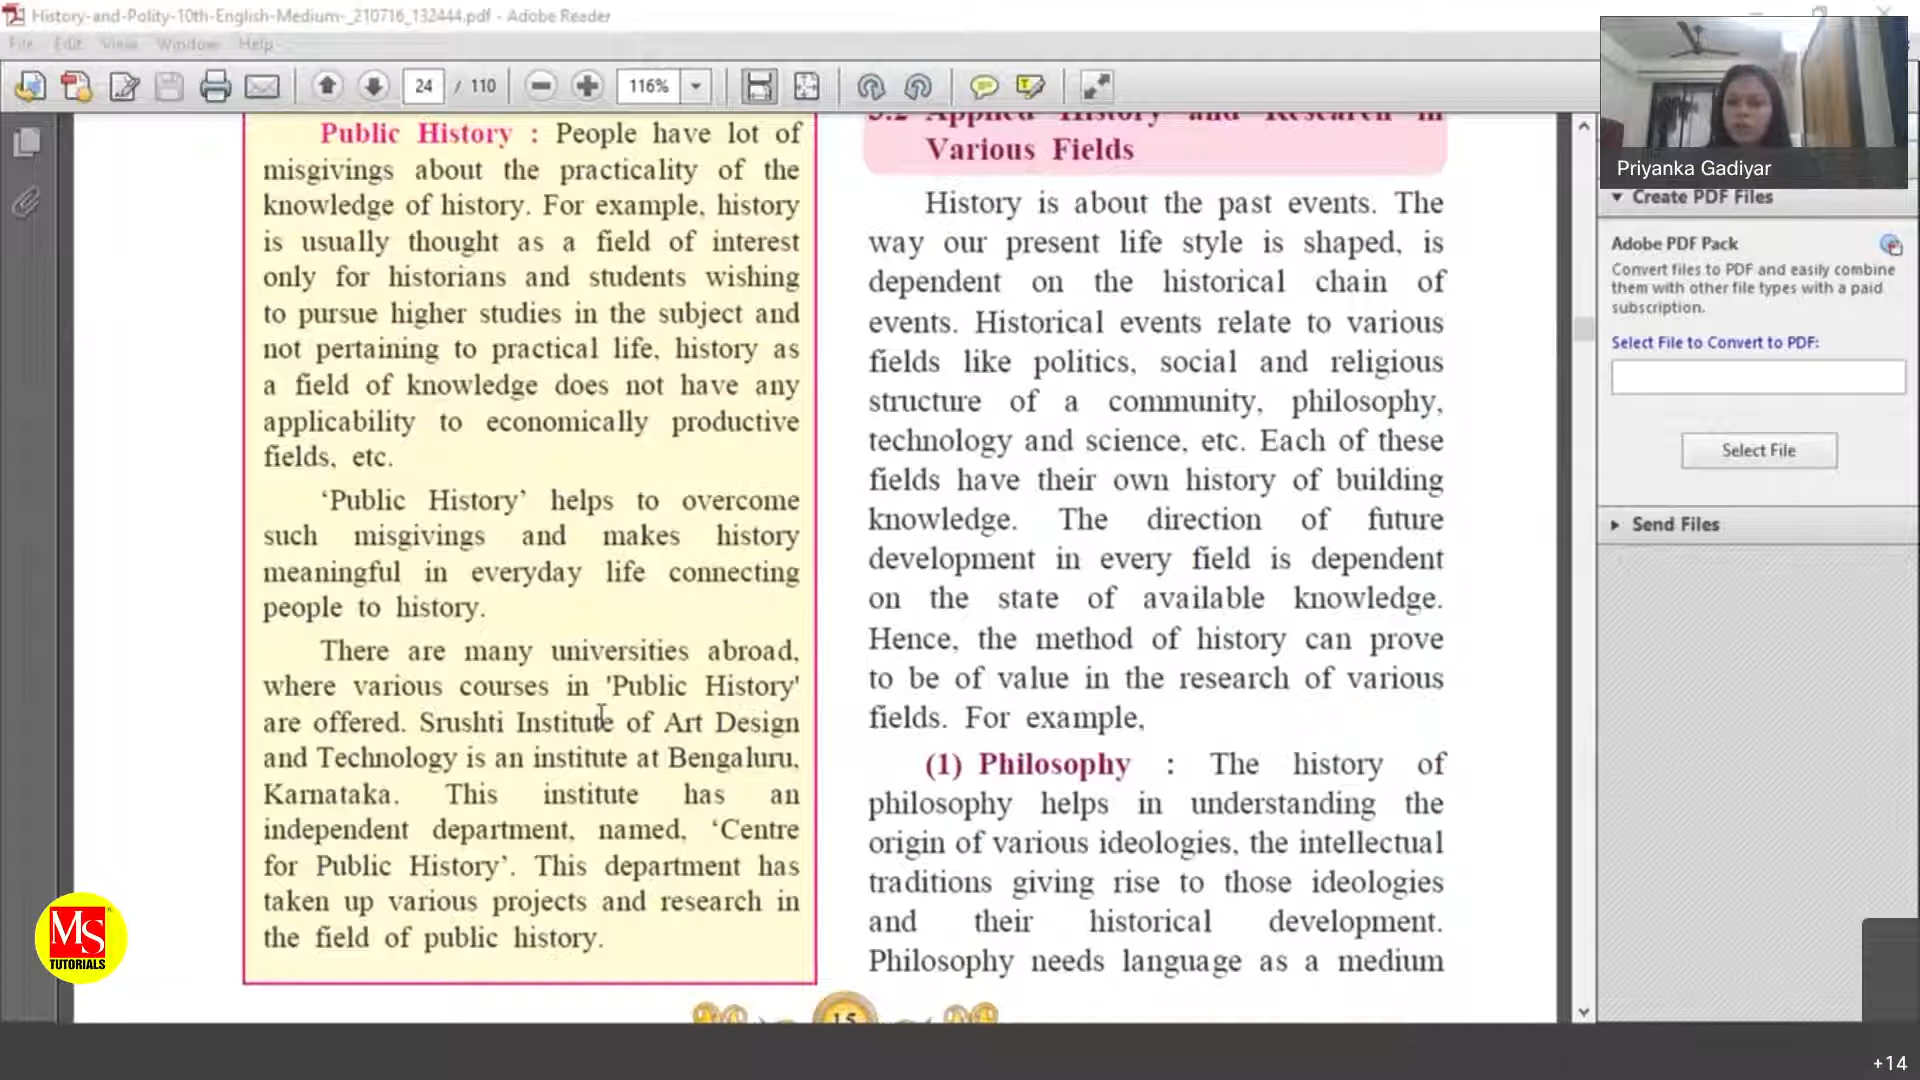 History-and-Polity-10th-English-Medium-_210716_132444.pdf - Adobe Reader
File Edit View Window Help
24 / 110
116%
Public History : People have lot of
misgivings about the practicality of the
knowledge of history. For example, history
is usually thought as a field of interest
only for historians and students wishing
to pursue higher studies in the subject and
not pertaining to practical life, history as
a field of knowledge does not have any
applicability to economically productive
fields, etc.
‘Public History’ helps to overcome
such misgivings and makes history
meaningful in everyday life connecting
people to history.
There are many universities abroad,
where various courses in 'Public History'
are offered. Srushti Institute of Art Design
and Technology is an institute at Bengaluru,
Karnataka. This institute has an
independent department, named, ‘Centre
for Public History’. This department has
taken up various projects and research in
the field of public history.
3.2 Applied History and Research in
Various Fields
History is about the past events. The
way our present life style is shaped, is
dependent on the historical chain of
events. Historical events relate to various
fields like politics, social and religious
structure of a community, philosophy,
technology and science, etc. Each of these
fields have their own history of building
knowledge. The direction of future
development in every field is dependent
on the state of available knowledge.
Hence, the method of history can prove
to be of value in the research of various
fields. For example,
(1) Philosophy : The history of
philosophy helps in understanding the
origin of various ideologies, the intellectual
traditions giving rise to those ideologies
and their historical development.
Philosophy needs language as a medium
15
Priyanka Gadiyar
Create PDF Files
Adobe PDF Pack
Convert files to PDF and easily combine
them with other file types with a paid
subscription.
Select File to Convert to PDF:
Select File
Send Files
MS
TUTORIALS
+14